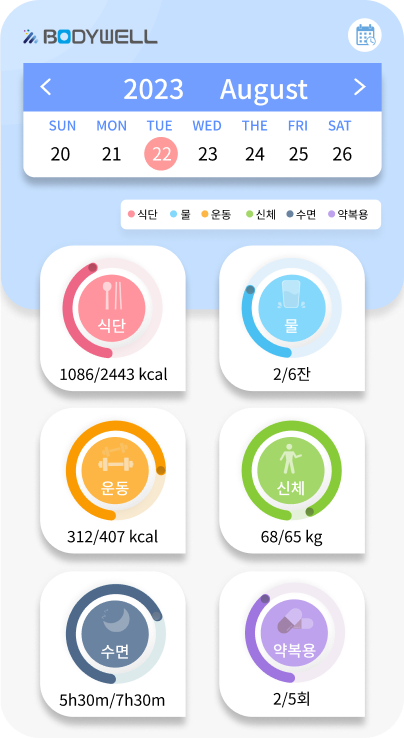 BODYWELL
2023 August
SUN MON TUE WED THE FRI SAT
20 21 22 23 24 25 26
식단 물 운동 신체 수면 약복용
식단 물
1086/2443 kcal 2/6잔
운동 신체
312/407 kcal 68/65 kg
수면 약복용
5h30m/7h30m 2/5회